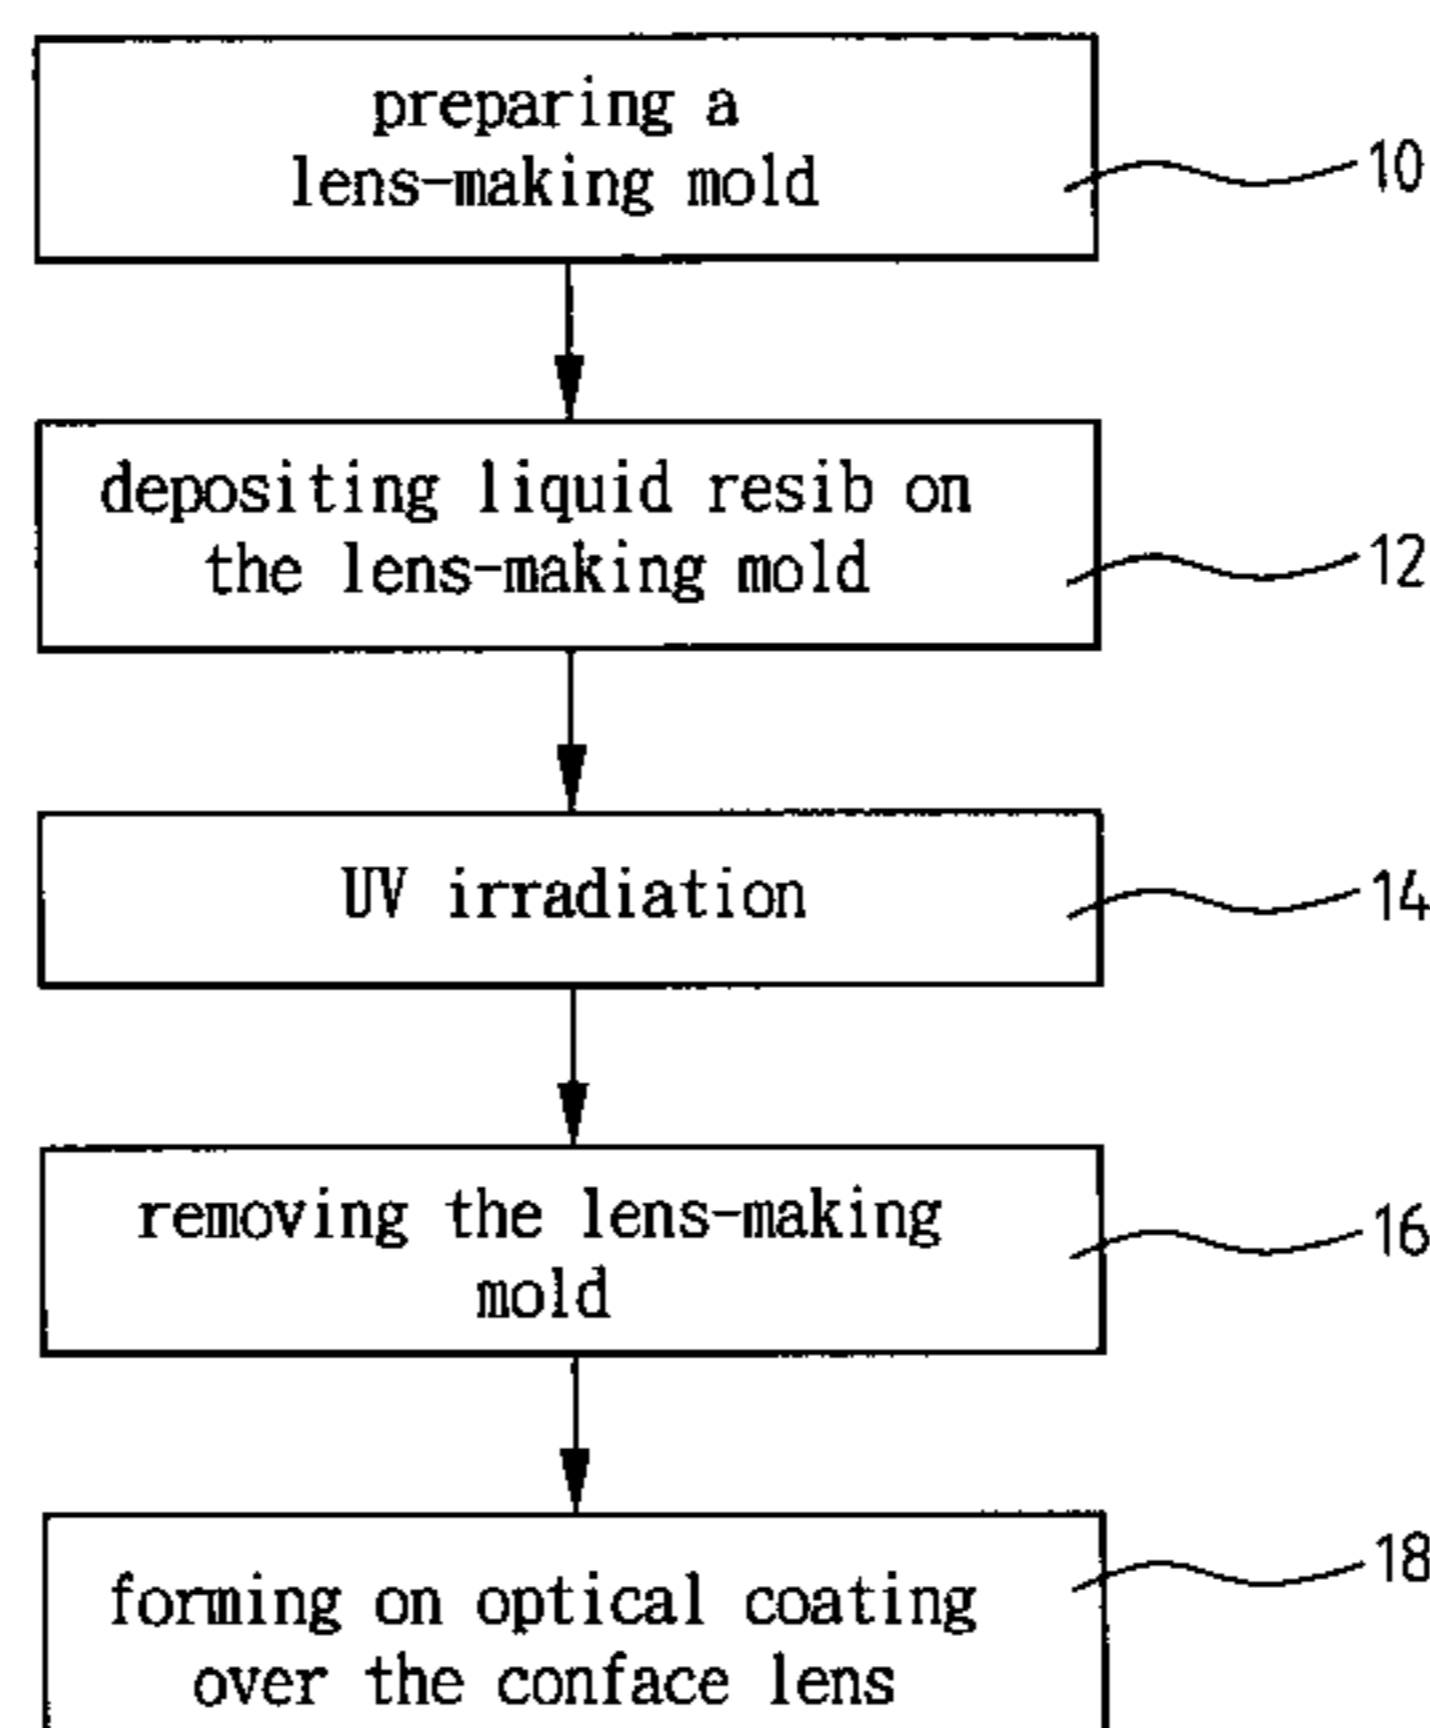 preparing a
lens-making mold
10
depositing liquid resib on
the lens-making mold
12
UV irradiation
14
removing the lens-making
mold
16
forming on optical coating
over the conface lens
18